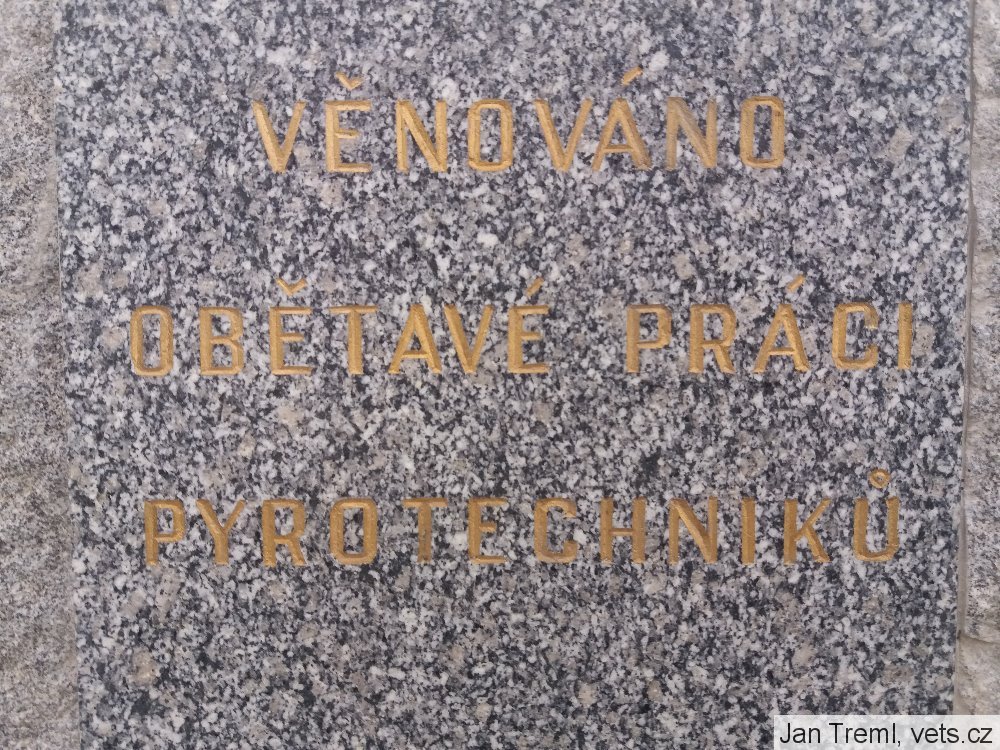 VĚNOVÁNO
OBĚTAVÉ PRÁCI
PYROTECHNIKŮ
Jan Treml, vets.cz